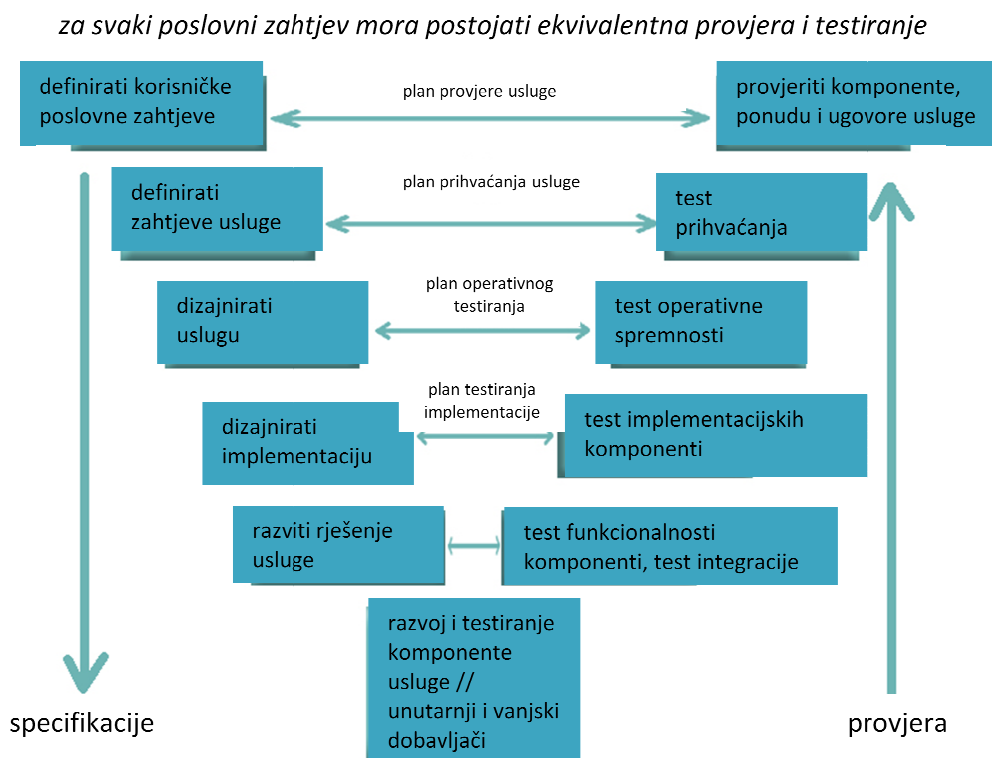 za svaki poslovni zahtjev mora postojati ekvivalentna provjera i testiranje
definirati korisničke
poslovne zahtjeve
plan provjere usluge
provjeriti komponente,
ponudu i ugovore usluge
definirati
zahtjeve usluge
plan prihvaćanja usluge
test
prihvaćanja
dizajnirati
uslugu
plan operativnog
testiranja
test operativne
spremnosti
dizajnirati
implementaciju
plan testiranja
implementacije
test implementacijskih
komponenti
razviti rješenje
usluge
test funkcionalnosti
komponenti, test integracije
razvoj i testiranje
komponente
usluge //
unutarnji i vanjski
dobavljači
specifikacije
provjera